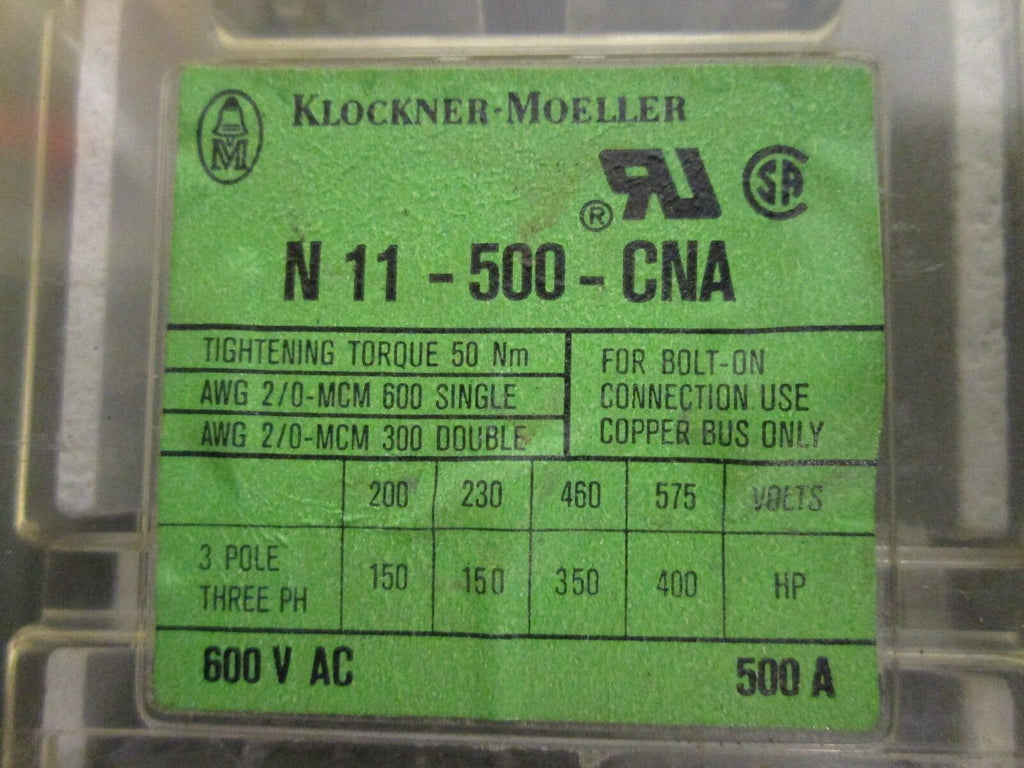 KLOCKNER-MOELLER
M
® RU SA
N 11 - 500 - CNA
TIGHTENING TORQUE 50 Nm
AWG 2/0-MCM 600 SINGLE
AWG 2/0-MCM 300 DOUBLE
FOR BOLT-ON
CONNECTION USE
COPPER BUS ONLY
200 230 460 575 VOLTS
3 POLE
THREE PH
150 150 350 400 HP
600 V AC 500 A